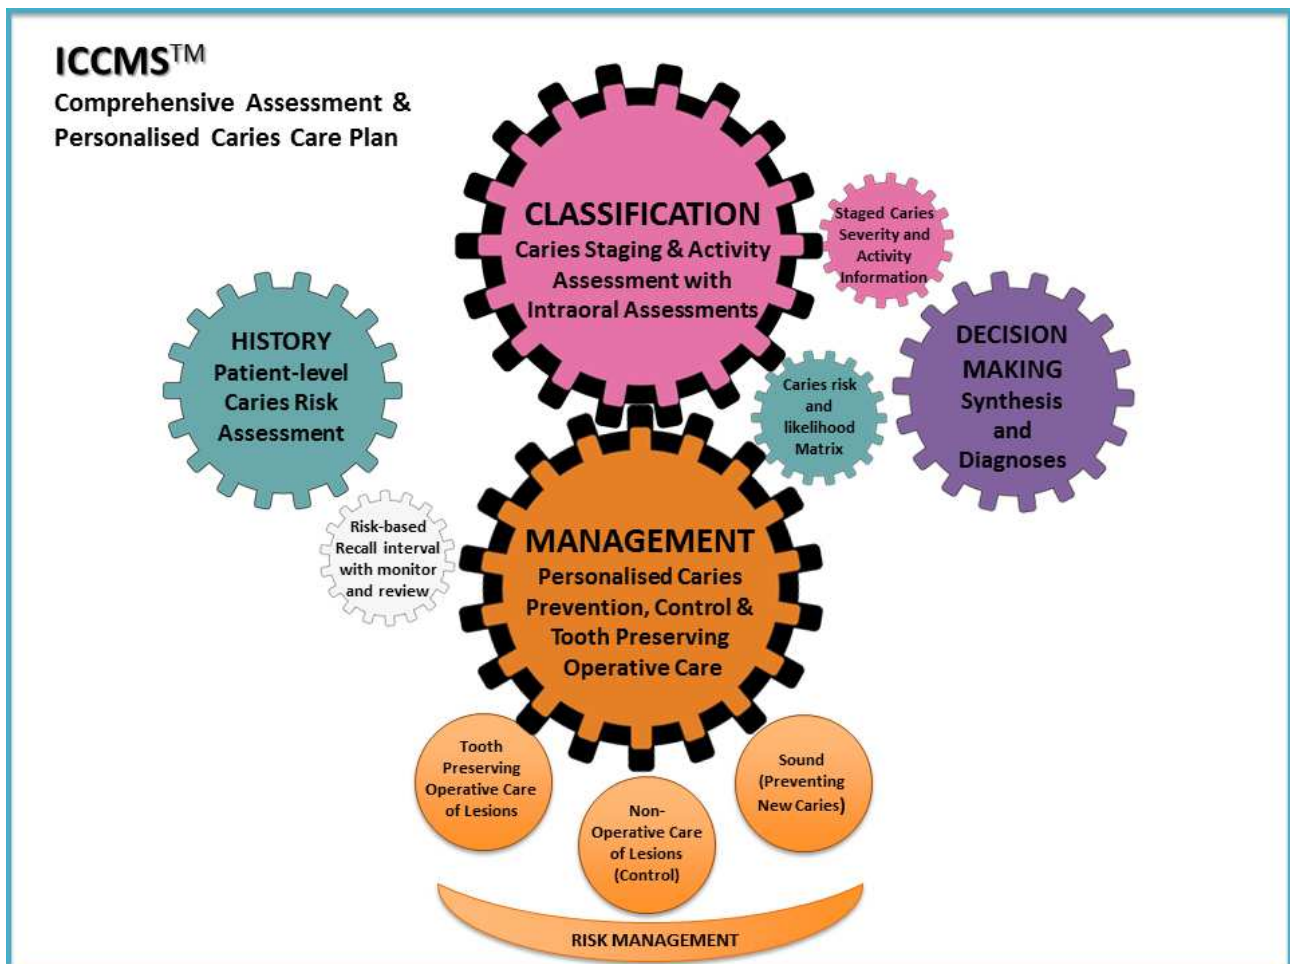 ICCMS™
Comprehensive Assessment &
Personalised Caries Care Plan
CLASSIFICATION
Caries Staging & Activity
Assessment with
Intraoral Assessments
Staged Caries
Severity and
Activity
Information
HISTORY
Patient-level
Caries Risk
Assessment
DECISION
MAKING
Synthesis
and
Diagnoses
Caries risk
and
likelihood
Matrix
Risk-based
Recall interval
with monitor
and review
MANAGEMENT
Personalised Caries
Prevention, Control &
Tooth Preserving
Operative Care
Tooth
Preserving
Operative Care
of Lesions
Non-
Operative Care
of Lesions
(Control)
Sound
(Preventing
New Caries)
RISK MANAGEMENT